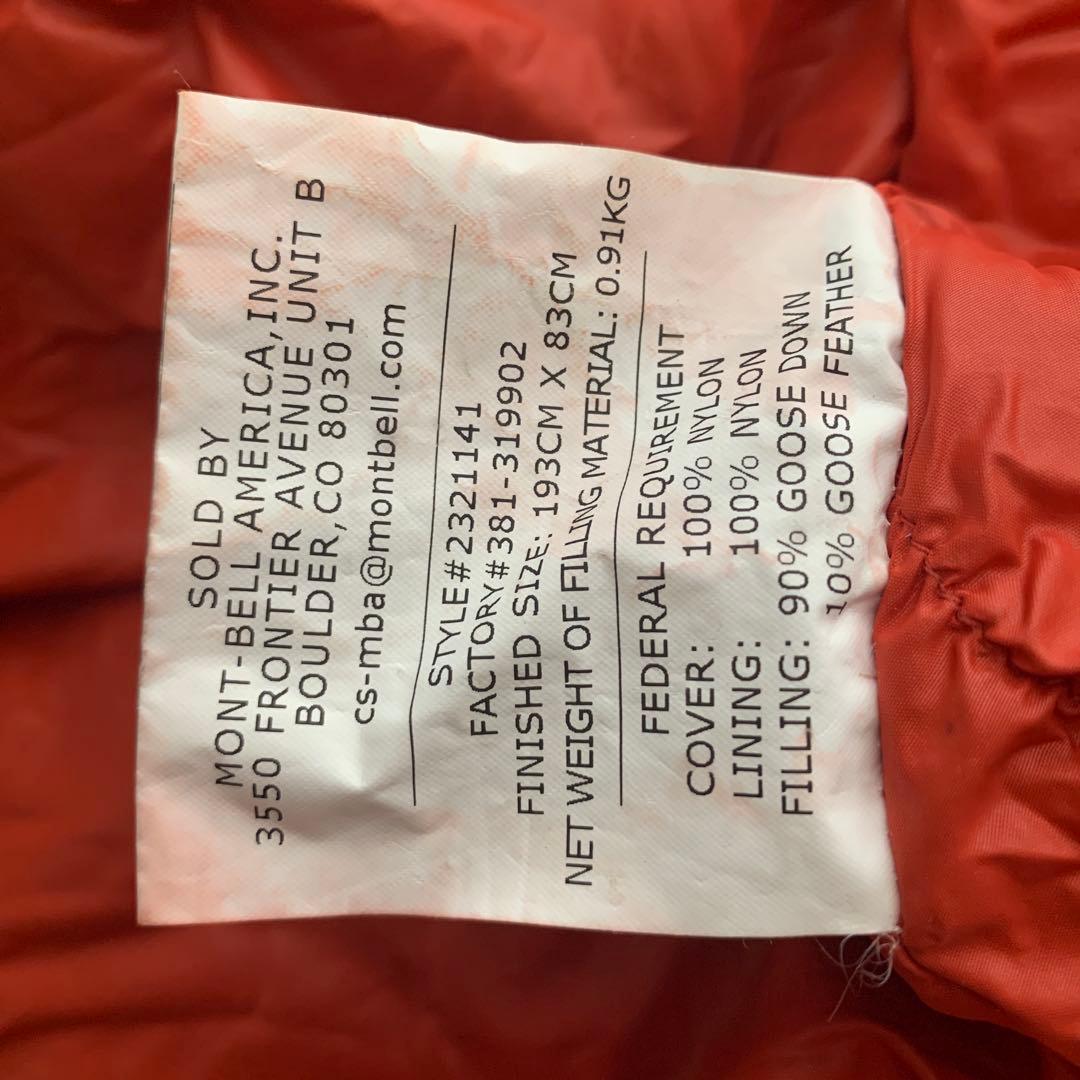 SOLD BY
MONT-BELL AMERICA,INC.
3550 FRONTIER AVENUE UNIT B
BOULDER,CO 80301
cs-mba@montbell.com
STYLE#2321141
FACTORY#381-319902
FINISHED SIZE: 193CM X 83CM
NET WEIGHT OF FILLING MATERIAL: 0.91KG
FEDERAL REQUIREMENT
COVER: 100% NYLON
LINING: 100% NYLON
FILLING: 90% GOOSE DOWN
10% GOOSE FEATHER